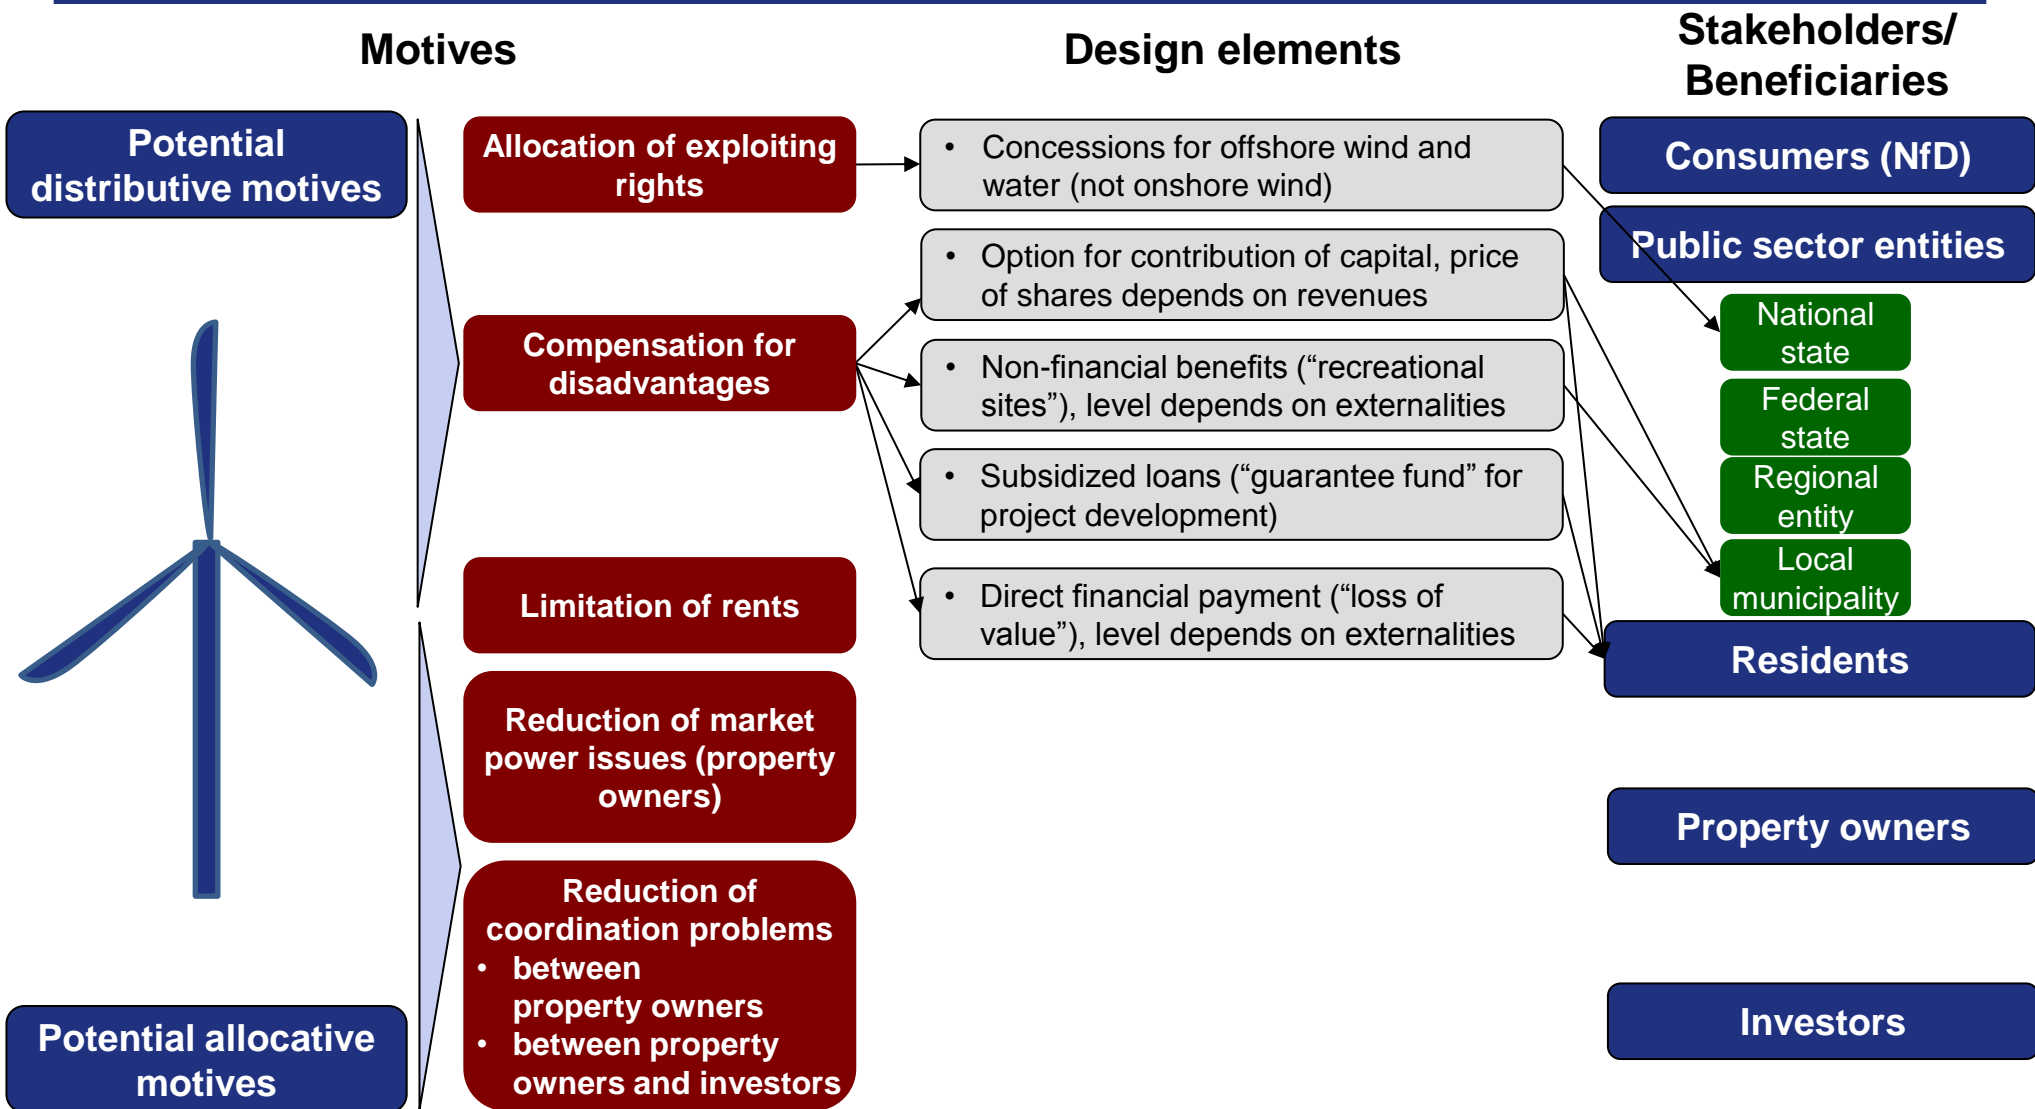 Motives
Design elements
Stakeholders/
Beneficiaries
Potential
distributive motives
Allocation of exploiting
rights
Compensation for
disadvantages
Limitation of rents
Reduction of market
power issues (property
owners)
Reduction of
coordination problems
• between
property owners
• between property
owners and investors
Potential allocative
motives
• Concessions for offshore wind and
water (not onshore wind)
• Option for contribution of capital, price
of shares depends on revenues
• Non-financial benefits (“recreational
sites”), level depends on externalities
• Subsidized loans (“guarantee fund” for
project development)
• Direct financial payment (“loss of
value”), level depends on externalities
Consumers (NfD)
Public sector entities
National
state
Federal
state
Regional
entity
Local
municipality
Residents
Property owners
Investors